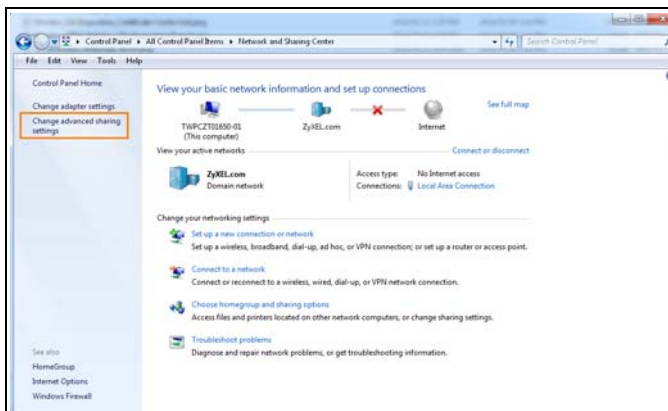 Control Panel ▸ All Control Panel Items ▸ Network and Sharing Center
Search Control Panel
File Edit View Tools Help
Control Panel Home
Change adapter settings
Change advanced sharing
settings
See also
HomeGroup
Internet Options
Windows Firewall
View your basic network information and set up connections
TWPCZT01650-01
(This computer)
ZyXEL.com
Internet
See full map
View your active networks
Connect or disconnect
ZyXEL.com
Domain network
Access type: No Internet access
Connections: Local Area Connection
Change your networking settings
Set up a new connection or network
Set up a wireless, broadband, dial-up, ad hoc, or VPN connection; or set up a router or access point.
Connect to a network
Connect or reconnect to a wireless, wired, dial-up, or VPN network connection.
Choose homegroup and sharing options
Access files and printers located on other network computers, or change sharing settings.
Troubleshoot problems
Diagnose and repair network problems, or get troubleshooting information.